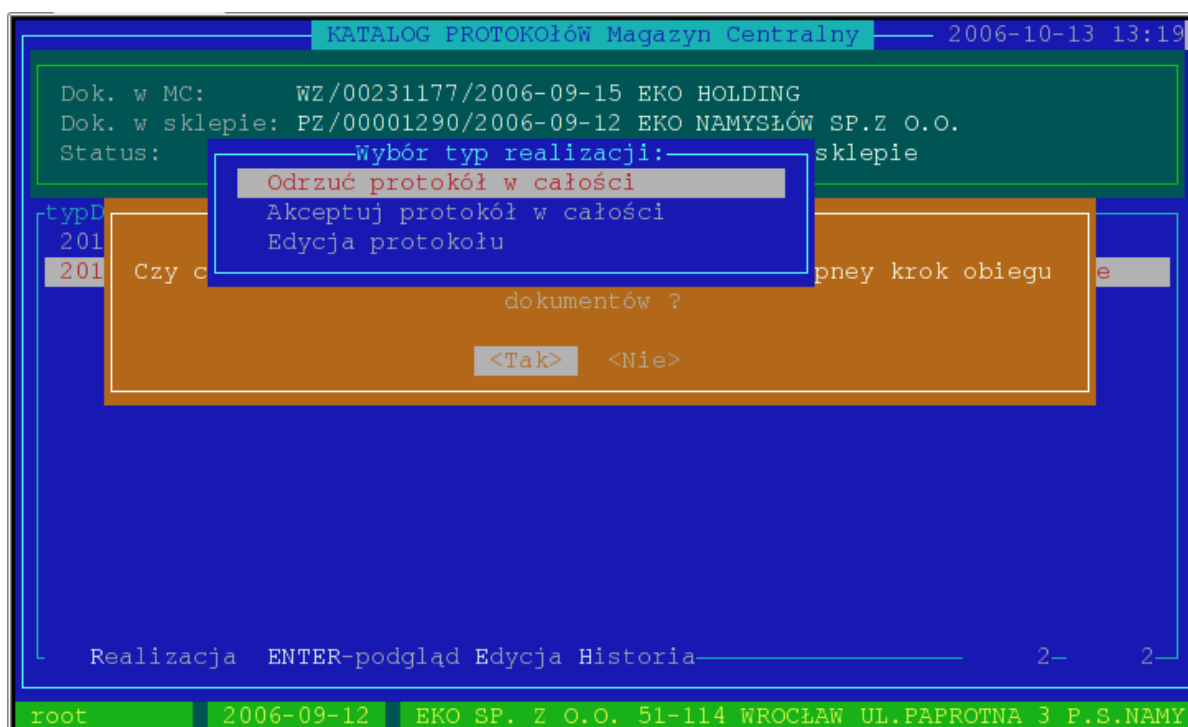 KATALOG PROTOKOłóW Magazyn Centralny 2006-10-13 13:19
Dok. w MC: WZ/00231177/2006-09-15 EKO HOLDING
Dok. w sklepie: PZ/00001290/2006-09-12 EKO NAMYSŁÓW SP.Z O.O.
Status: sklepie
Wybór typ realizacji:
Odrzuć protokół w całości
Akceptuj protokół w całości
Edycja protokołu
typD
201
201 Czy c pney krok obiegu e
dokumentów ?
<Tak> <Nie>
Realizacja ENTER-podgląd Edycja Historia 2 2
root 2006-09-12 EKO SP. Z O.O. 51-114 WROCŁAW UL.PAPROTNA 3 P.S.NAMY